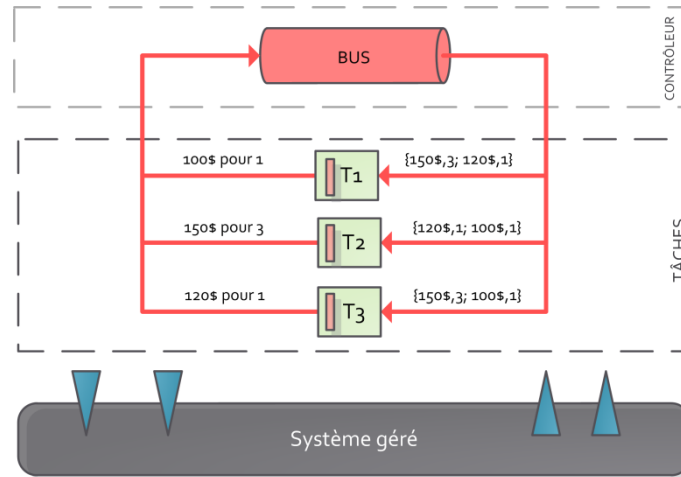 BUS
CONTRÔLEUR
100$ pour 1
T1
{150$,3; 120$,1}
150$ pour 3
T2
{120$,1; 100$,1}
120$ pour 1
T3
{150$,3; 100$,1}
TÂCHES
Système géré